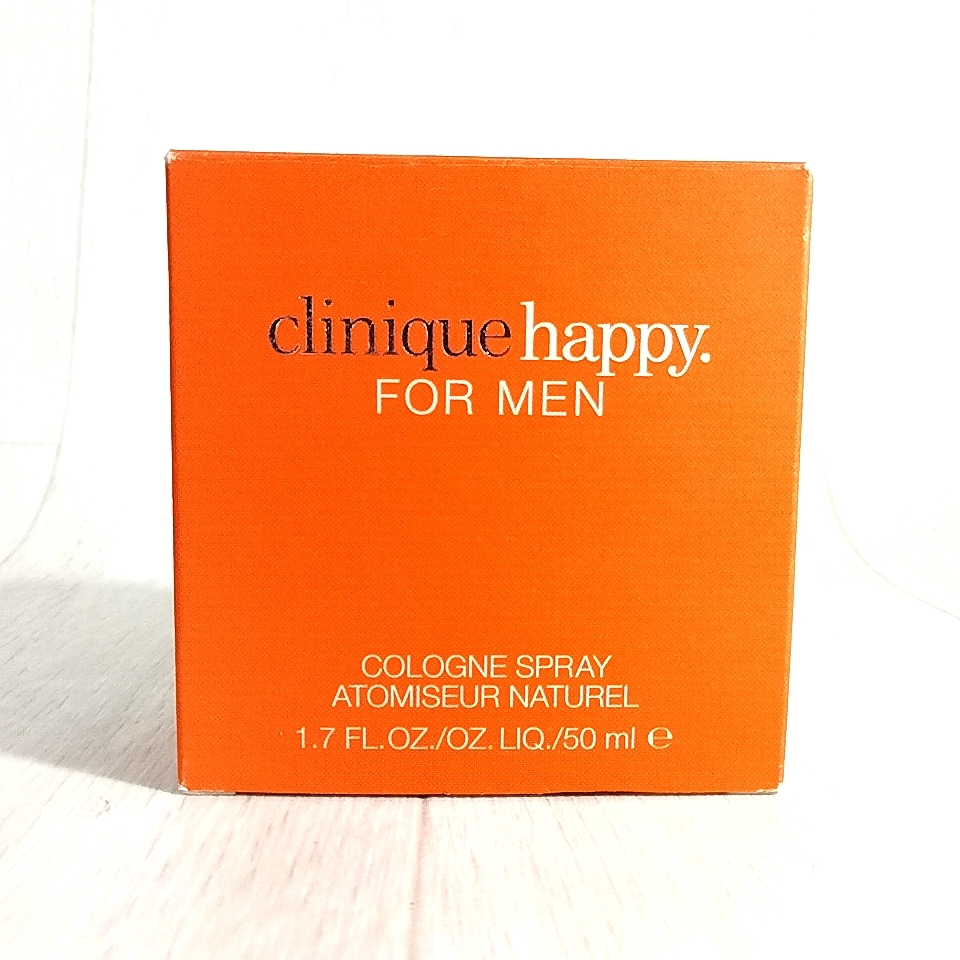 clinique happy.
FOR MEN
COLOGNE SPRAY
ATOMISEUR NATUREL
1.7 FL.OZ./OZ. LIQ./50 ml ℮